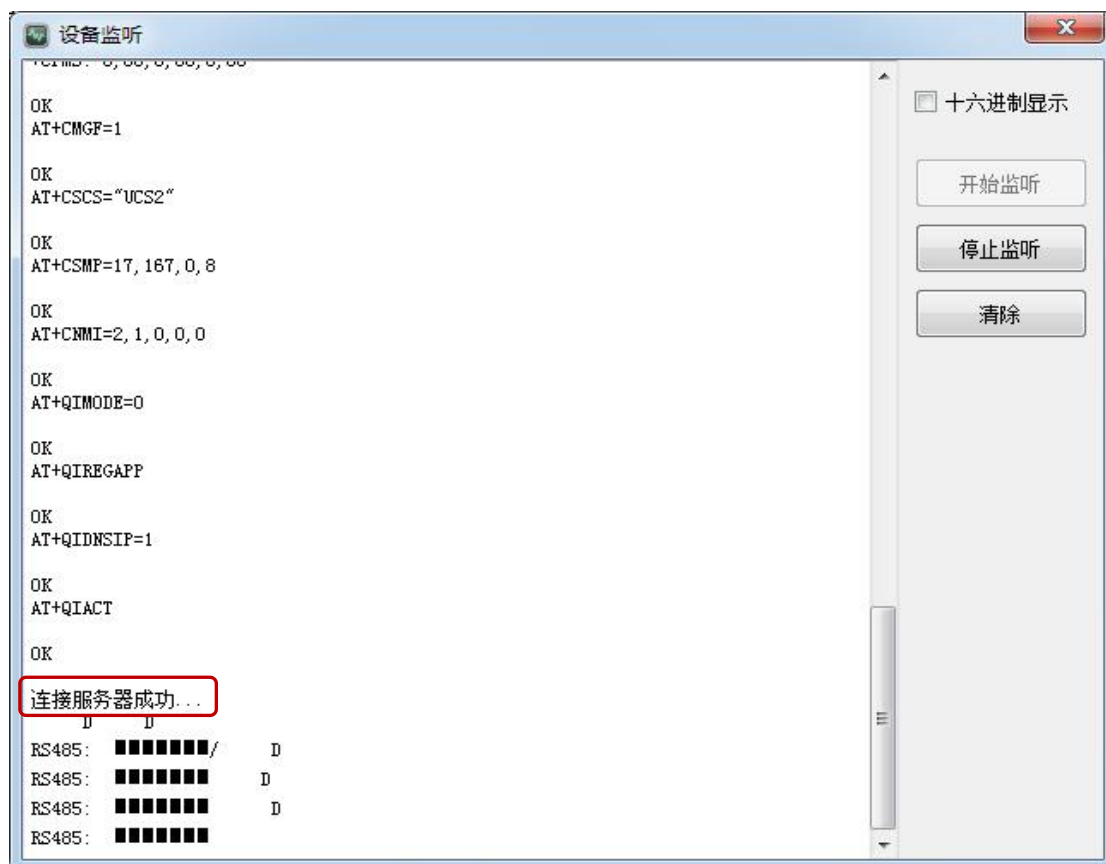 设备监听
OK
AT+CMGF=1
OK
AT+CSCS="UCS2"
OK
AT+CSMP=17,167,0,8
OK
AT+CNMI=2,1,0,0,0
OK
AT+QIMODE=0
OK
AT+QIREGAPP
OK
AT+QIDNSIP=1
OK
AT+QIACT
OK
连接服务器成功...
D D
RS485: ■■■■■■■/ D
RS485: ■■■■■■■ D
RS485: ■■■■■■■ D
RS485: ■■■■■■■
十六进制显示
开始监听
停止监听
清除